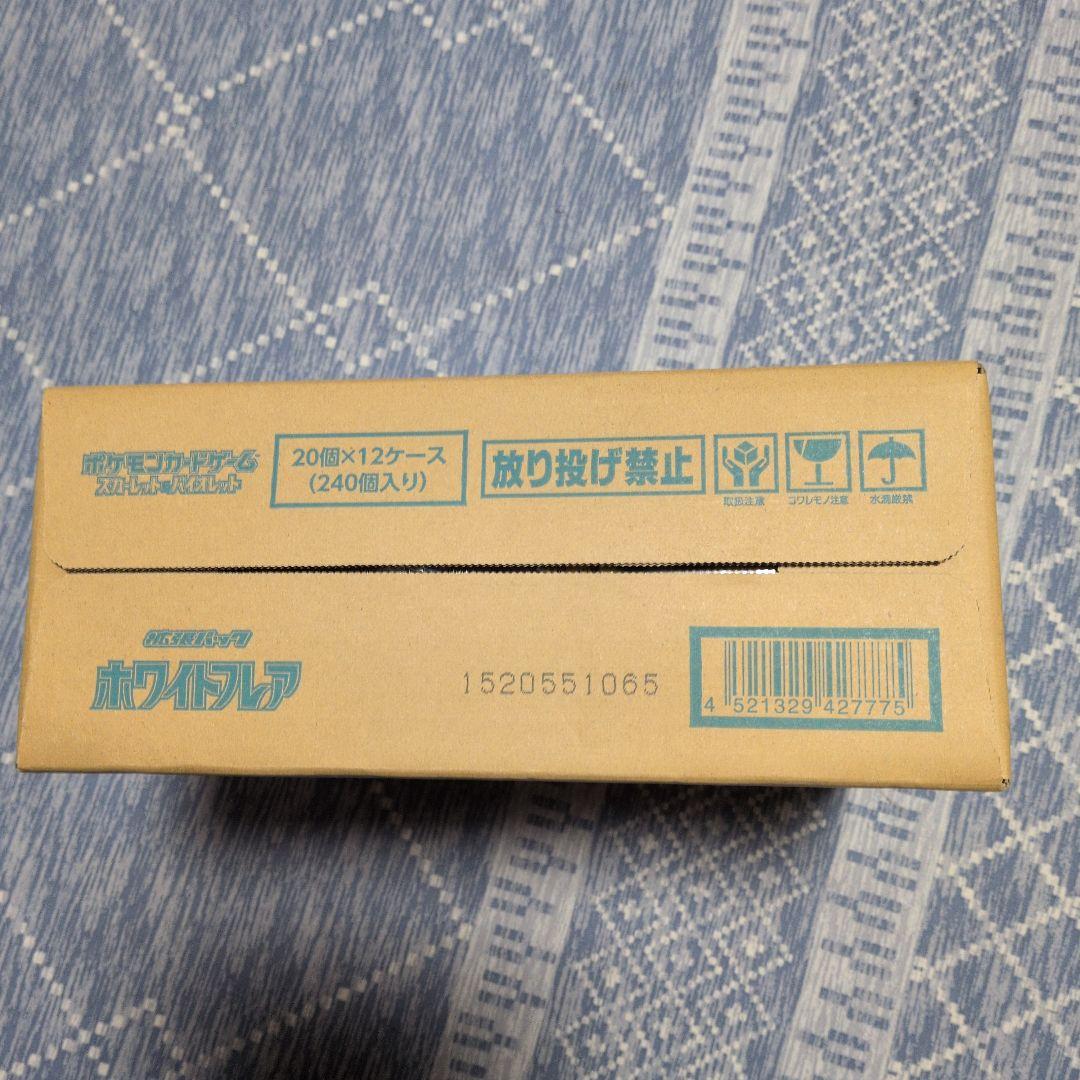 ポケモンカードゲーム
スカーレット&バイオレット
20個×12ケース
(240個入り)
放り投げ禁止
取扱注意
コワレモノ注意
水濡厳禁
拡張パック
ホワイトフレア
1520551065
4 521329 427775